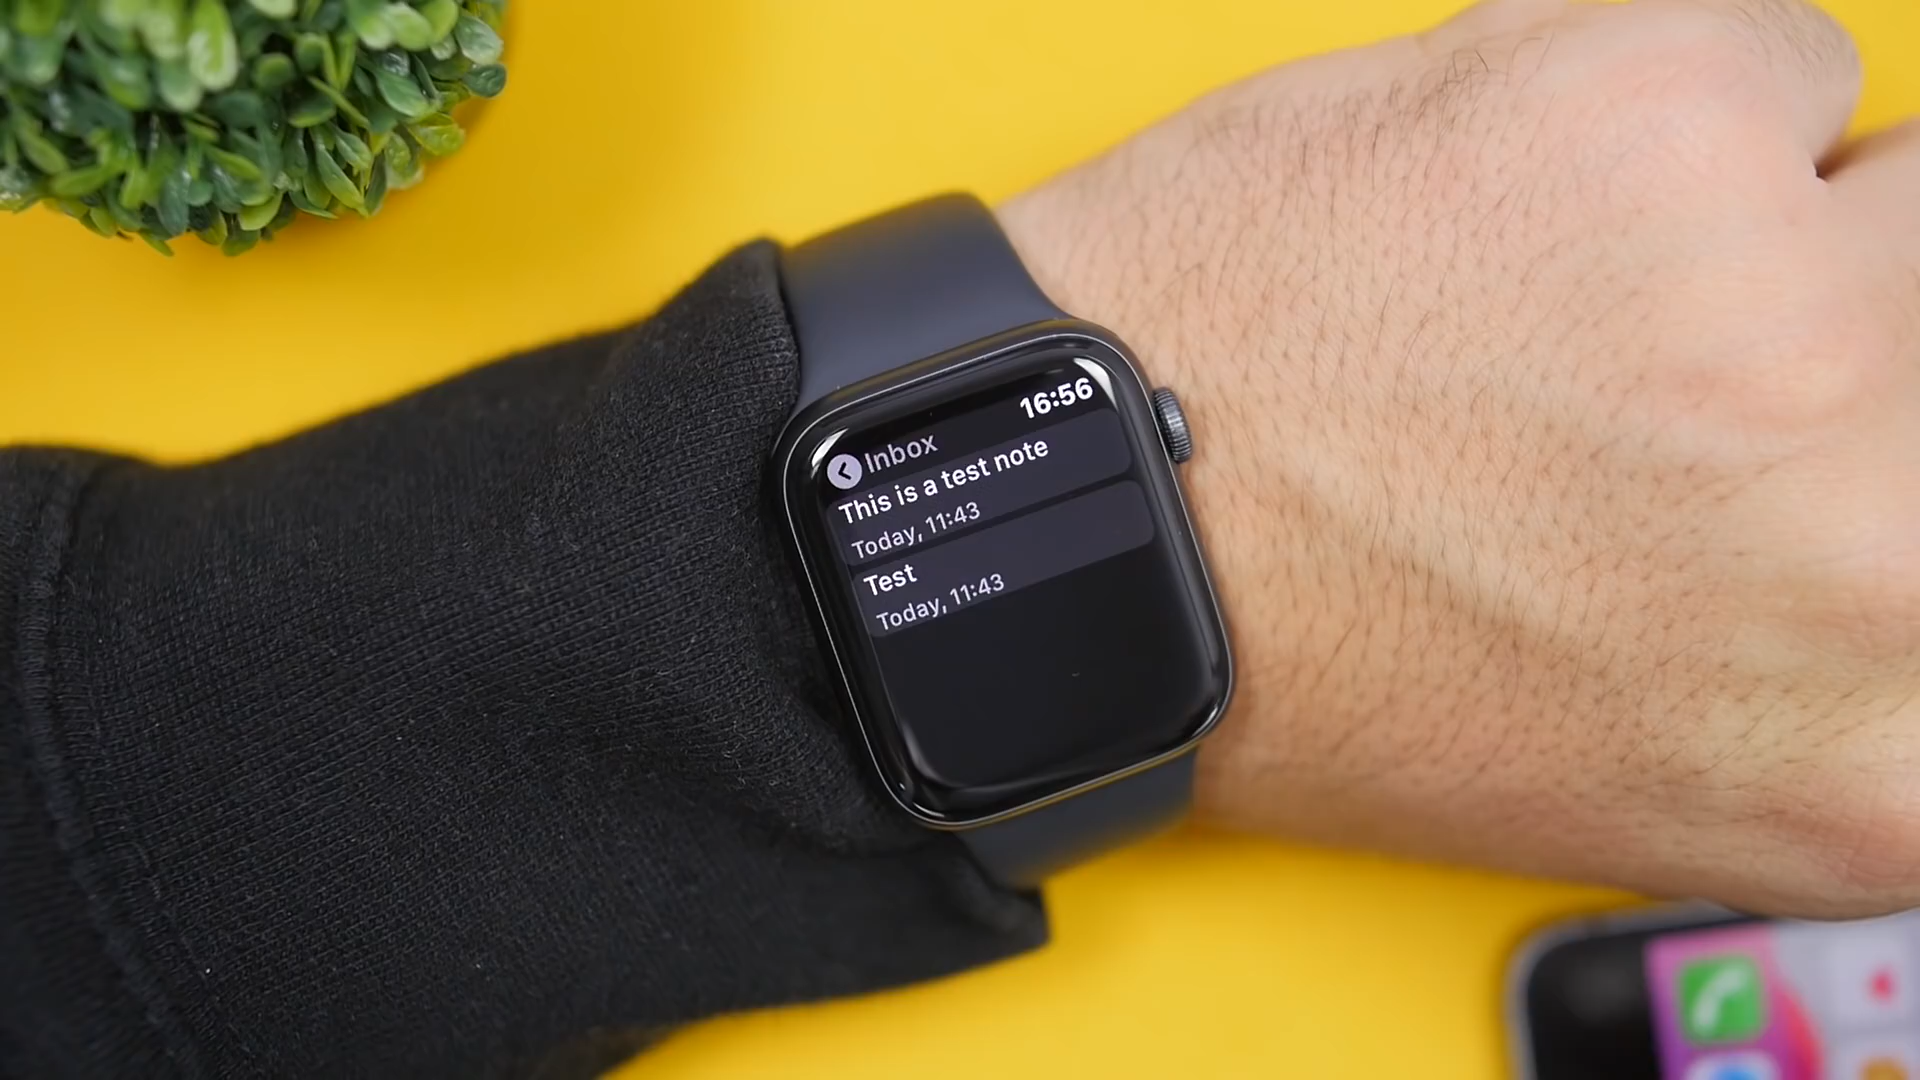 16:56
Inbox
This is a test note
Today, 11:43
Test
Today, 11:43